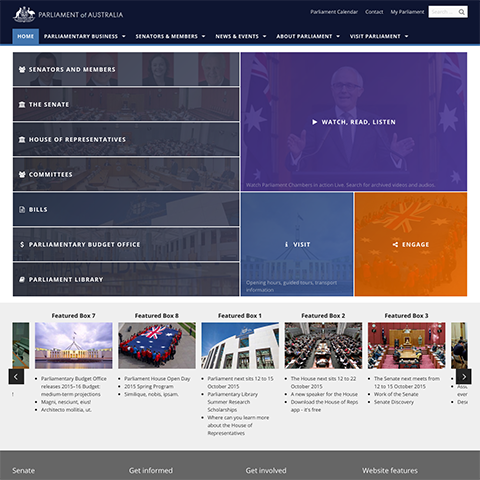 PARLIAMENT of AUSTRALIA
Parliament Calendar Contact My Parliament Search...
HOME PARLIAMENTARY BUSINESS SENATORS & MEMBERS NEWS & EVENTS ABOUT PARLIAMENT VISIT PARLIAMENT
SENATORS AND MEMBERS
THE SENATE
HOUSE OF REPRESENTATIVES
COMMITTEES
BILLS
PARLIAMENTARY BUDGET OFFICE
PARLIAMENT LIBRARY
WATCH, READ, LISTEN
Watch Parliament Chambers in action Live. Search for archived videos and audios.
VISIT
Opening hours, guided tours, transport
information
ENGAGE
Featured Box 7
Parliamentary Budget Office
releases 2015-16 Budget:
medium-term projections
Magni, nesciunt, eius!
Architecto mollitia, ut.
Featured Box 8
Parliament House Open Day
2015 Spring Program
Similique, nobis, ipsam.
Featured Box 1
Parliament next sits 12 to 15
October 2015
Parliamentary Library
Summer Research
Scholarships
Where can you learn more
about the House of
Representatives
Featured Box 2
The House next sits 12 to 22
October 2015
A new speaker for the House
Download the House of Reps
app - it's free
Featured Box 3
The Senate next meets from
12 to 15 October 2015
Work of the Senate
Senate Discovery
Senate Get informed Get involved Website features